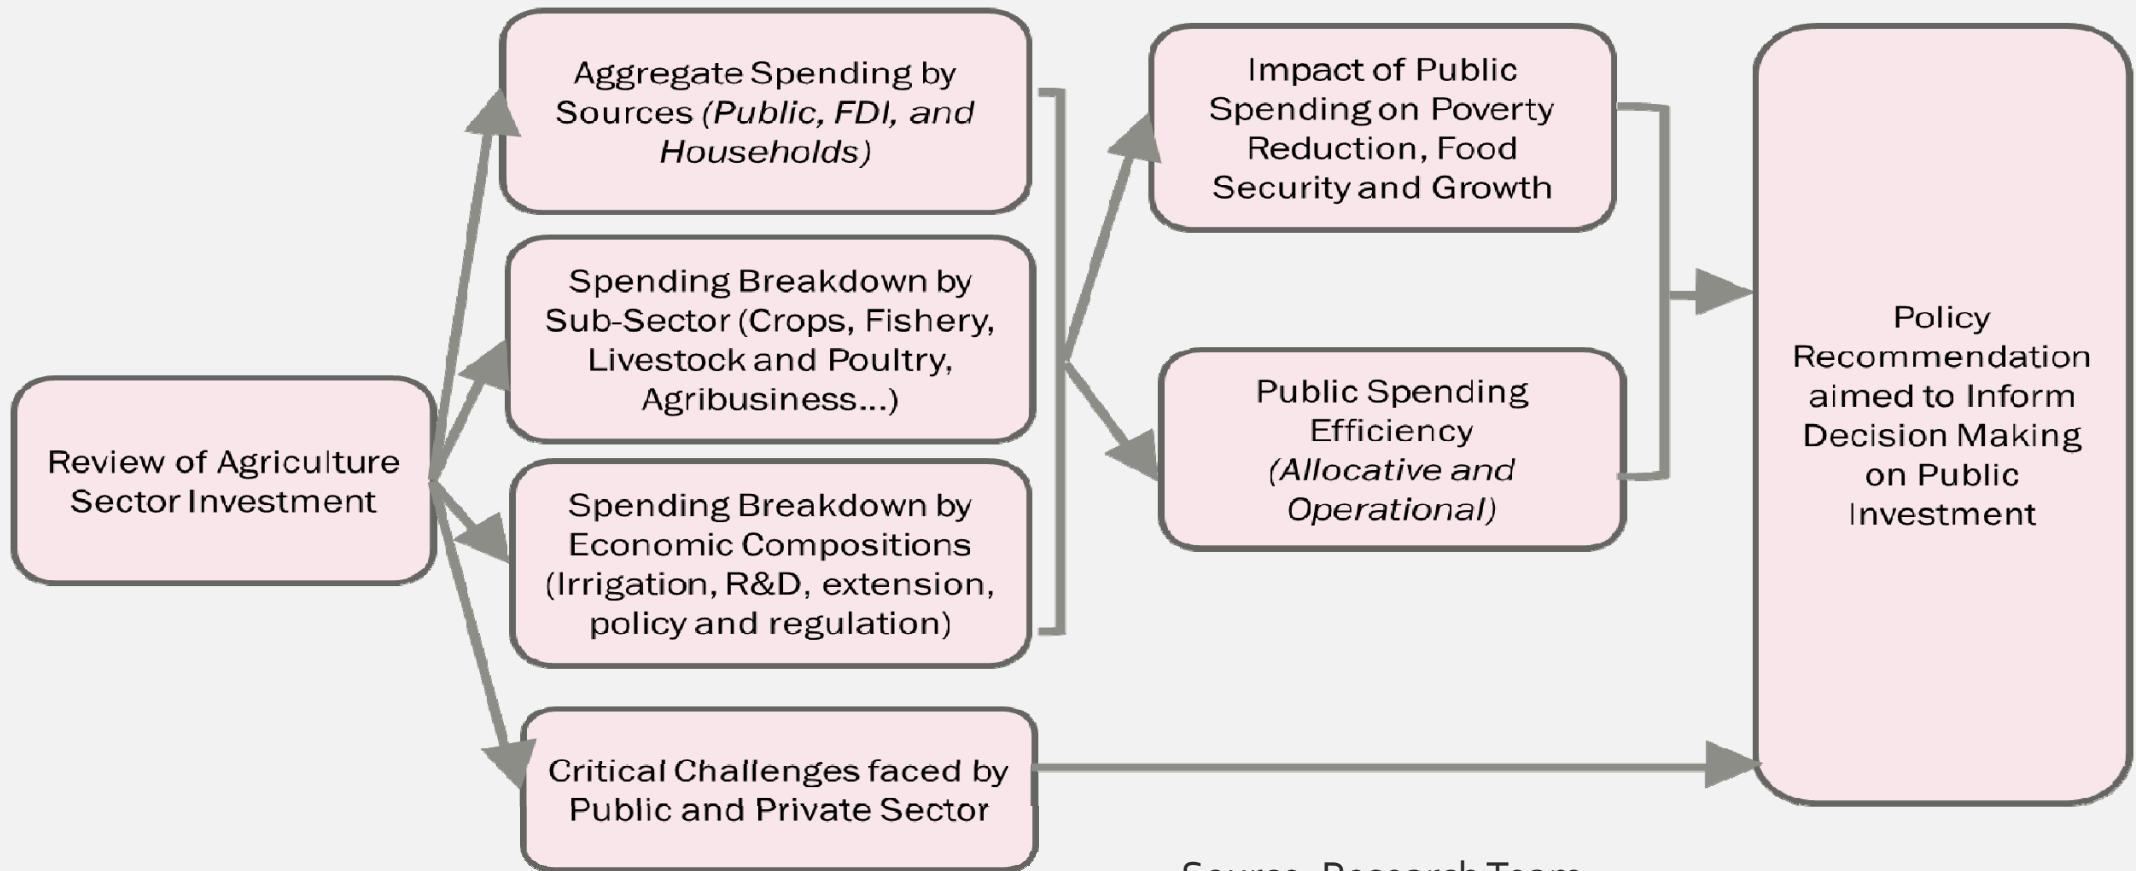 Aggregate Spending by
Sources (Public, FDI, and
Households)
Spending Breakdown by
Sub-Sector (Crops, Fishery,
Livestock and Poultry,
Agribusiness...)
Review of Agriculture
Sector Investment
Spending Breakdown by
Economic Compositions
(Irrigation, R&D, extension,
policy and regulation)
Critical Challenges faced by
Public and Private Sector
Impact of Public
Spending on Poverty
Reduction, Food
Security and Growth
Public Spending
Efficiency
(Allocative and
Operational)
Policy
Recommendation
aimed to Inform
Decision Making
on Public
Investment
Source: Research Team